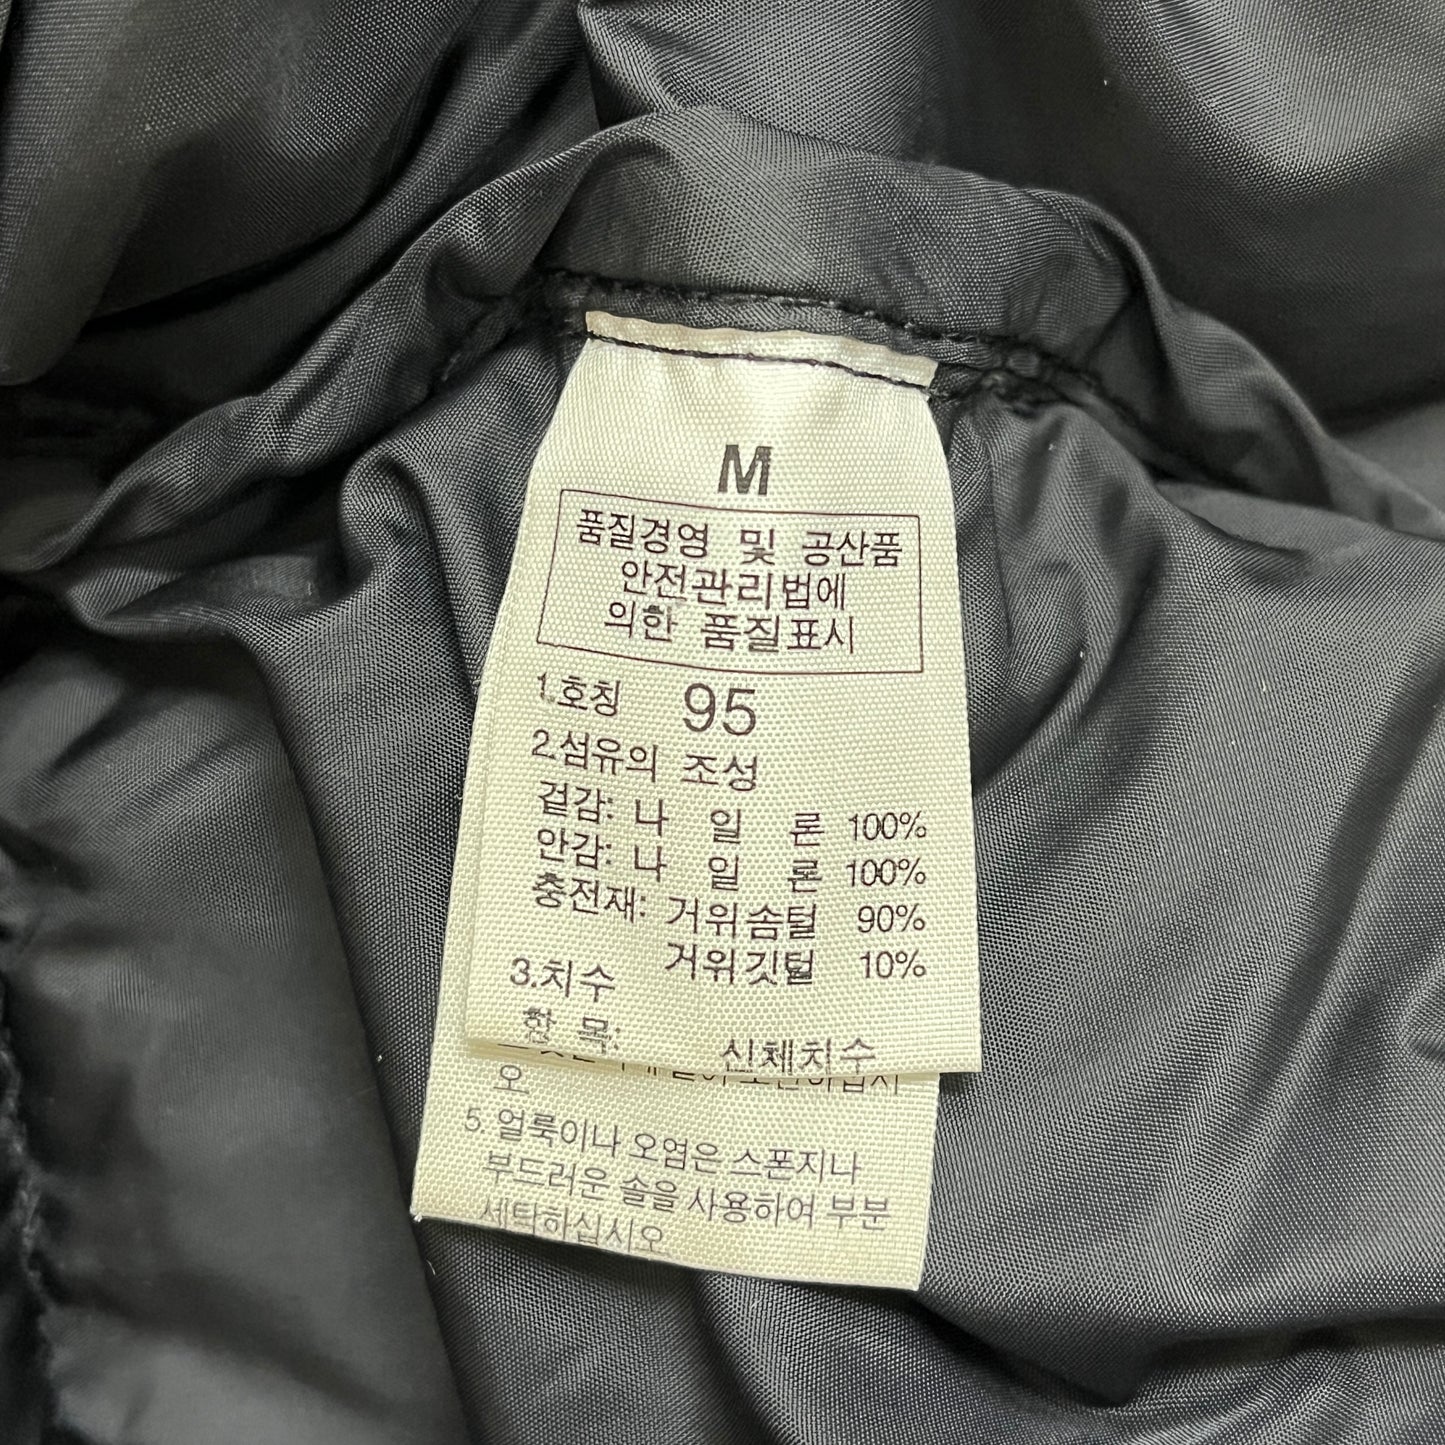 M
품질경영 및 공산품
안전관리법에
의한 품질표시
1.호칭 95
2.섬유의 조성
겉감: 나 일 론 100%
안감: 나 일 론 100%
충전재: 거위솜털 90%
거위깃털 10%
3.치수
항 목: 신체치수
오
5. 얼룩이나 오염은 스폰지나
부드러운 솔을 사용하여 부분
세탁하십시오